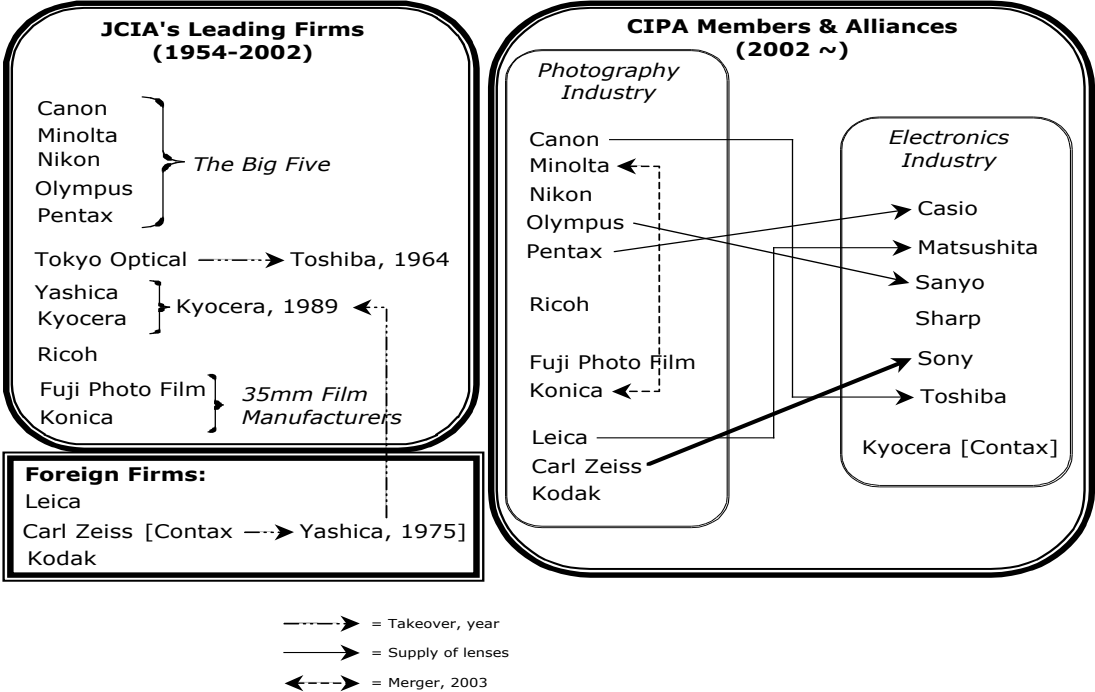 JCIA's Leading Firms
(1954-2002)
Canon
Minolta
Nikon
Olympus
Pentax
The Big Five
Tokyo Optical
Toshiba, 1964
Yashica
Kyocera
Kyocera, 1989
Ricoh
Fuji Photo Film
Konica
35mm Film
Manufacturers
Foreign Firms:
Leica
Carl Zeiss [Contax
Yashica, 1975]
Kodak
CIPA Members & Alliances
(2002 ~)
Photography
Industry
Canon
Minolta
Nikon
Olympus
Pentax
Ricoh
Fuji Photo Film
Konica
Leica
Carl Zeiss
Kodak
Electronics
Industry
Casio
Matsushita
Sanyo
Sharp
Sony
Toshiba
Kyocera [Contax]
= Takeover, year
= Supply of lenses
= Merger, 2003